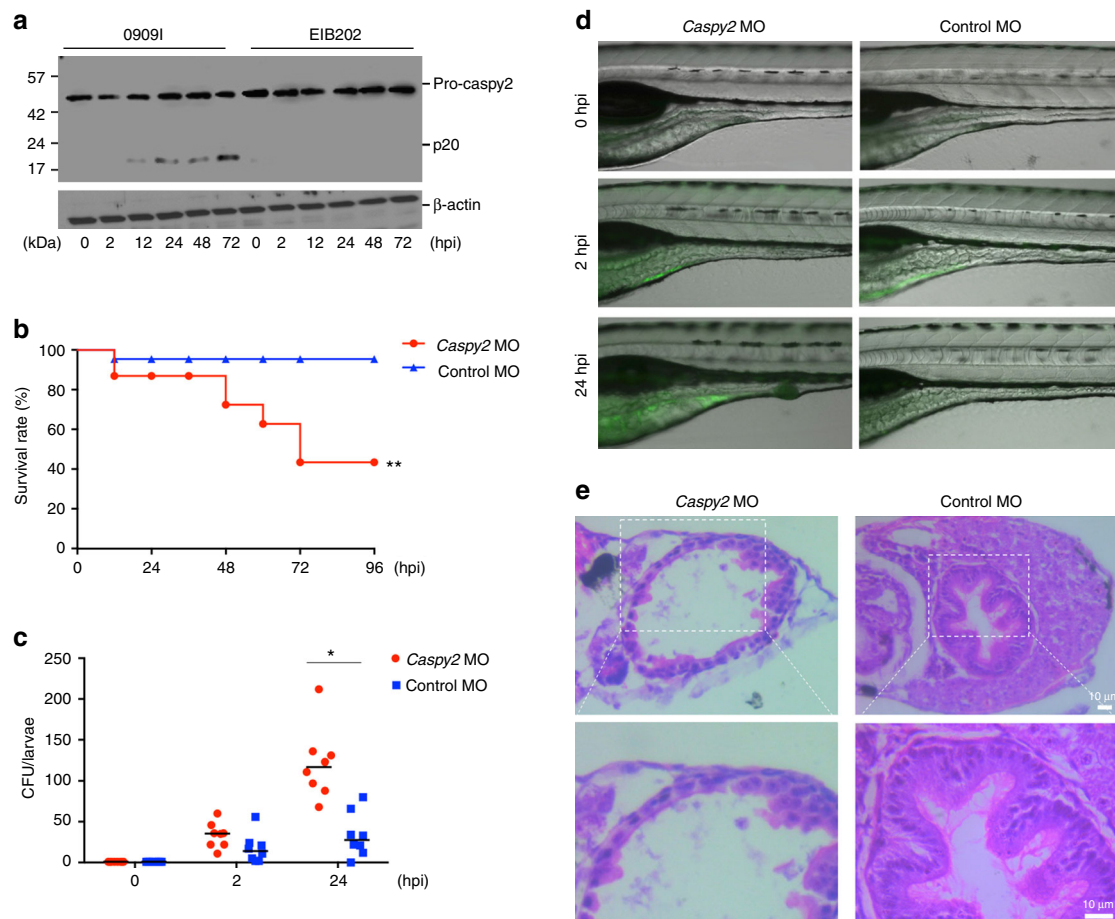 a
0909I EIB202
57
42
24
17
Pro-caspy2
p20
β-actin
(kDa) 0 2 12 24 48 72 0 2 12 24 48 72 (hpi)
b
100
80
60
40
20
0
Survival rate (%)
Caspy2 MO
Control MO
**
0 24 48 72 96 (hpi)
c
250
200
150
100
50
0
CFU/larvae
*
Caspy2 MO
Control MO
0 2 24 (hpi)
d
Caspy2 MO Control MO
0 hpi
2 hpi
24 hpi
e
Caspy2 MO Control MO
10 μm
10 μm